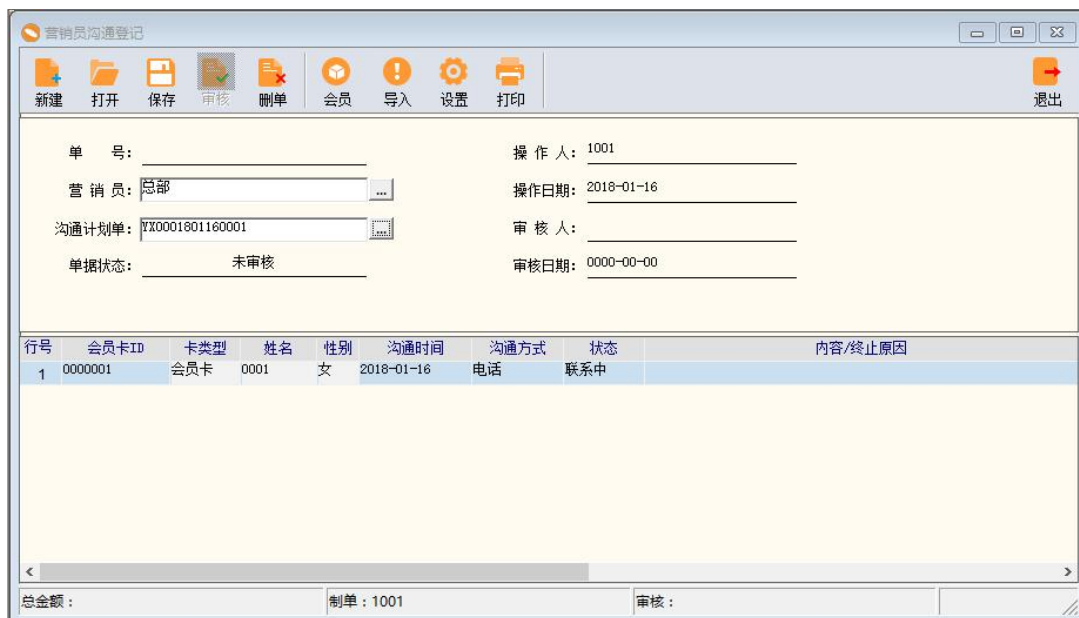 营销员沟通登记
新建 打开 保存 审核 删单 会员 导入 设置 打印 退出
单 号: 操 作 人: 1001
营 销 员: 总部 ... 操作日期: 2018-01-16
沟通计划单: YX0001801160001 ... 审 核 人:
单据状态: 未审核 审核日期: 0000-00-00
行号 会员卡ID 卡类型 姓名 性别 沟通时间 沟通方式 状态 内容/终止原因
1 0000001 会员卡 0001 女 2018-01-16 电话 联系中
总金额: 制单:1001 审核: